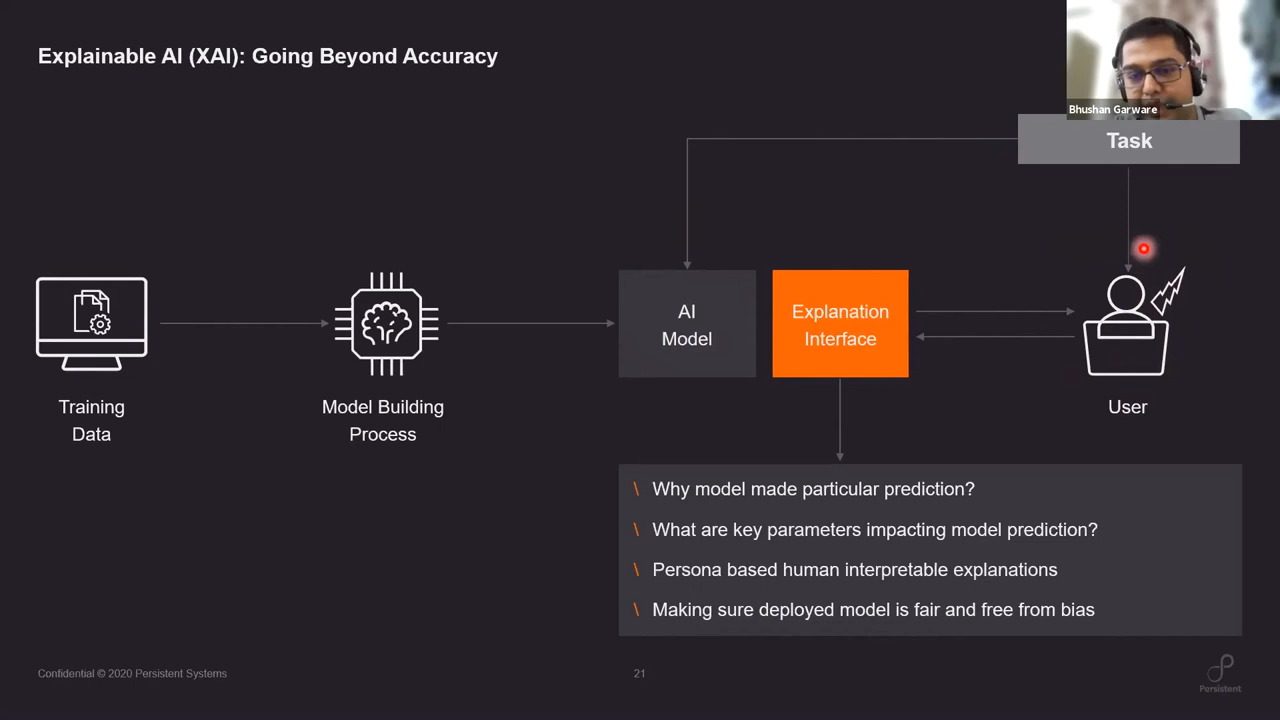 Explainable AI (XAI): Going Beyond Accuracy
Bhushan Garware
Task
AI
Model
Explanation
Interface
Training
Data
Model Building
Process
User
\ Why model made particular prediction?
\ What are key parameters impacting model prediction?
\ Persona based human interpretable explanations
\ Making sure deployed model is fair and free from bias
Confidential © 2020 Persistent Systems
21
Persistent